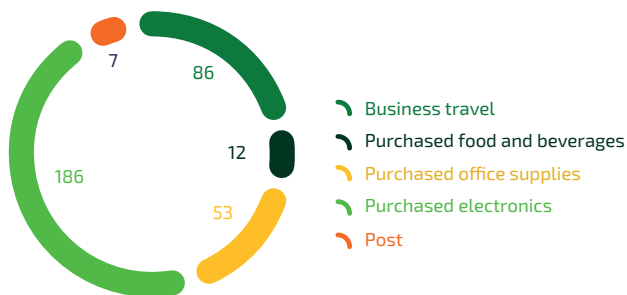 7
86
12
186
53
Business travel
Purchased food and beverages
Purchased office supplies
Purchased electronics
Post